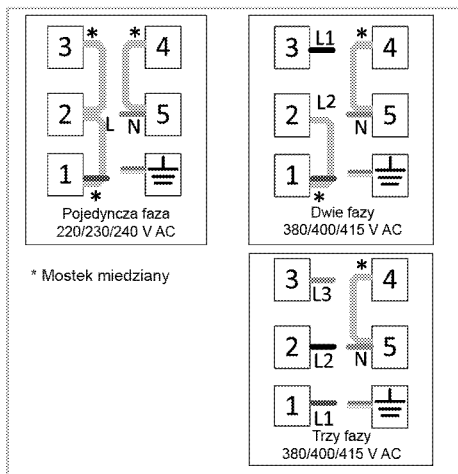 3 * * 4
2 L N 5
1 *
Pojedyncza faza
220/230/240 V AC
3 L1 * 4
2 L2 N 5
1 *
Dwie fazy
380/400/415 V AC
* Mostek miedziany
3 L3 * 4
2 L2 N 5
1 L1
Trzy fazy
380/400/415 V AC